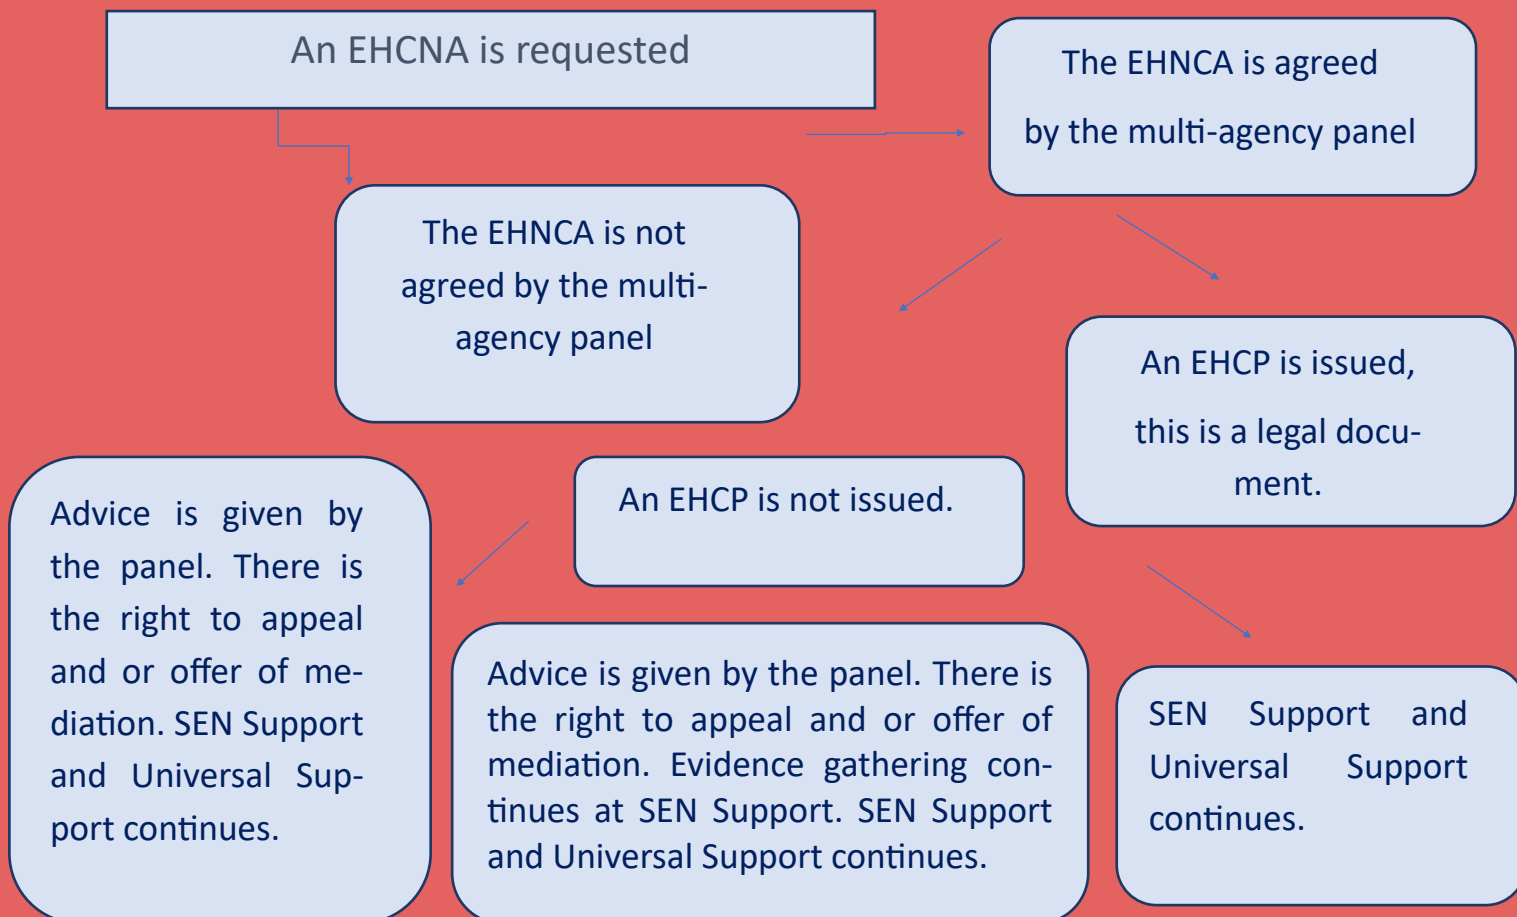 An EHCNA is requested
The EHNCA is agreed
by the multi-agency panel
The EHNCA is not
agreed by the multi-
agency panel
An EHCP is issued,
this is a legal docu-
ment.
An EHCP is not issued.
Advice is given by
the panel. There is
the right to appeal
and or offer of me-
diation. SEN Support
and Universal Sup-
port continues.
Advice is given by the panel. There is
the right to appeal and or offer of
mediation. Evidence gathering con-
tinues at SEN Support. SEN Support
and Universal Support continues.
SEN Support and
Universal Support
continues.